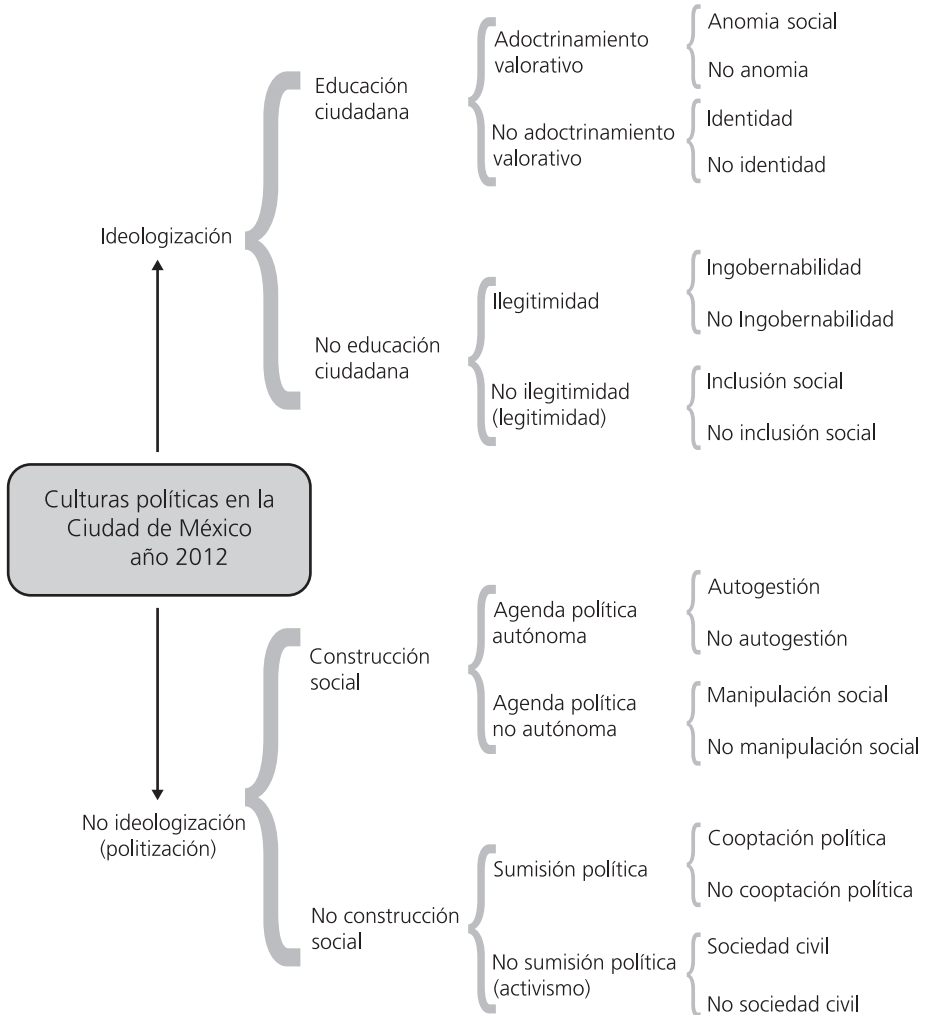 Anomia social
Adoctrinamiento
valorativo
No anomia
Educación
ciudadana
Identidad
No adoctrinamiento
valorativo
No identidad
Ideologización
Ingobernabilidad
Ilegitimidad
No Ingobernabilidad
No educación
ciudadana
Inclusión social
No ilegitimidad
(legitimidad)
No inclusión social
Culturas políticas en la
Ciudad de México
año 2012
Autogestión
Agenda política
autónoma
No autogestión
Construcción
social
Manipulación social
Agenda política
no autónoma
No manipulación social
No ideologización
(politización)
Cooptación política
Sumisión política
No cooptación política
No construcción
social
Sociedad civil
No sumisión política
(activismo)
No sociedad civil